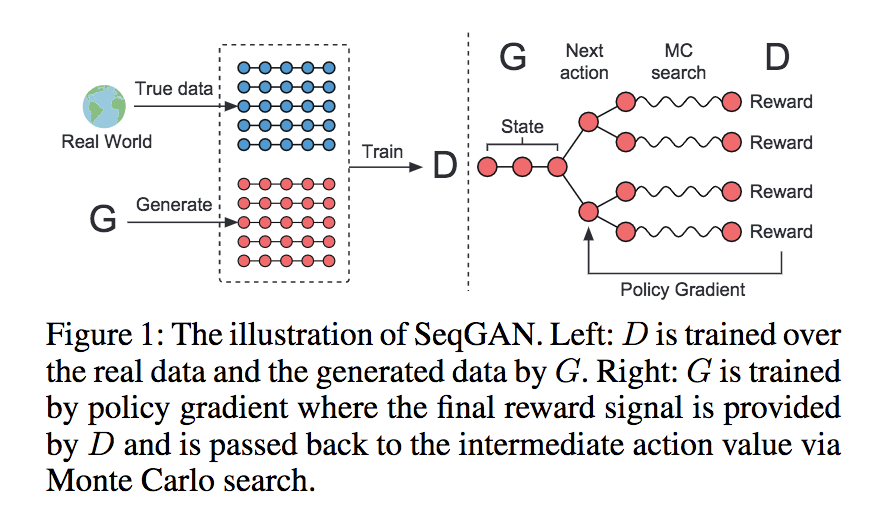 True data
Real World
G
Generate
Train
D
G
Next
action
MC
search
D
State
Reward
Reward
Reward
Reward
Policy Gradient
Figure 1: The illustration of SeqGAN. Left: D is trained over
the real data and the generated data by G. Right: G is trained
by policy gradient where the final reward signal is provided
by D and is passed back to the intermediate action value via
Monte Carlo search.